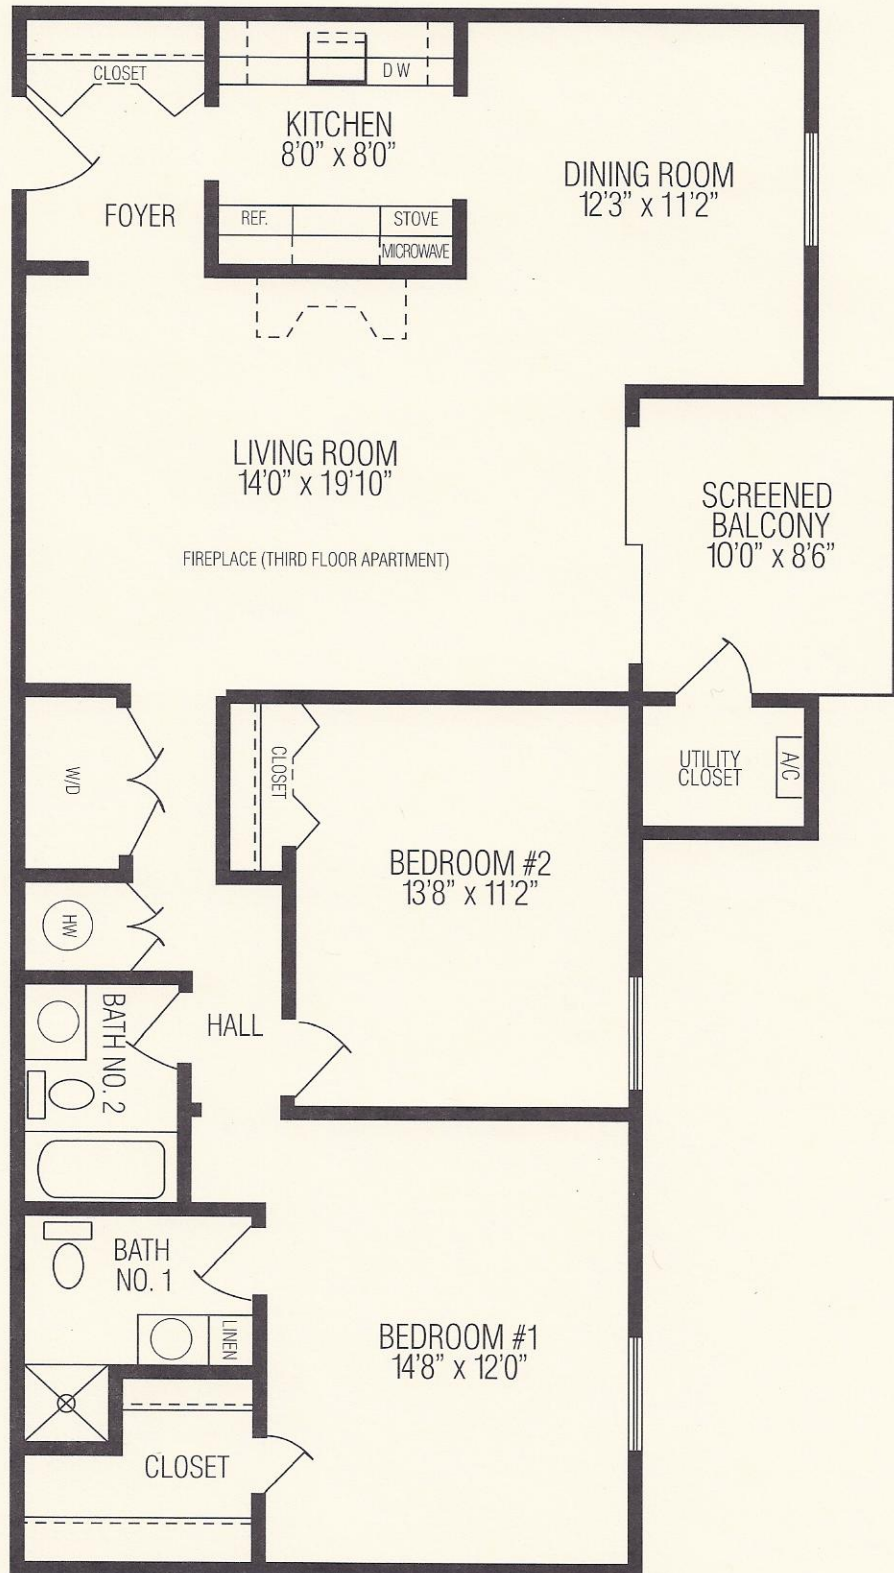 CLOSET
D W
KITCHEN
8'0" x 8'0"
DINING ROOM
12'3" x 11'2"
FOYER
REF.
STOVE
MICROWAVE
LIVING ROOM
14'0" x 19'10"
FIREPLACE (THIRD FLOOR APARTMENT)
SCREENED
BALCONY
10'0" x 8'6"
W/D
CLOSET
UTILITY
CLOSET
A/C
BEDROOM #2
13'8" x 11'2"
HW
BATH NO. 2
HALL
BATH
NO. 1
LINEN
BEDROOM #1
14'8" x 12'0"
CLOSET